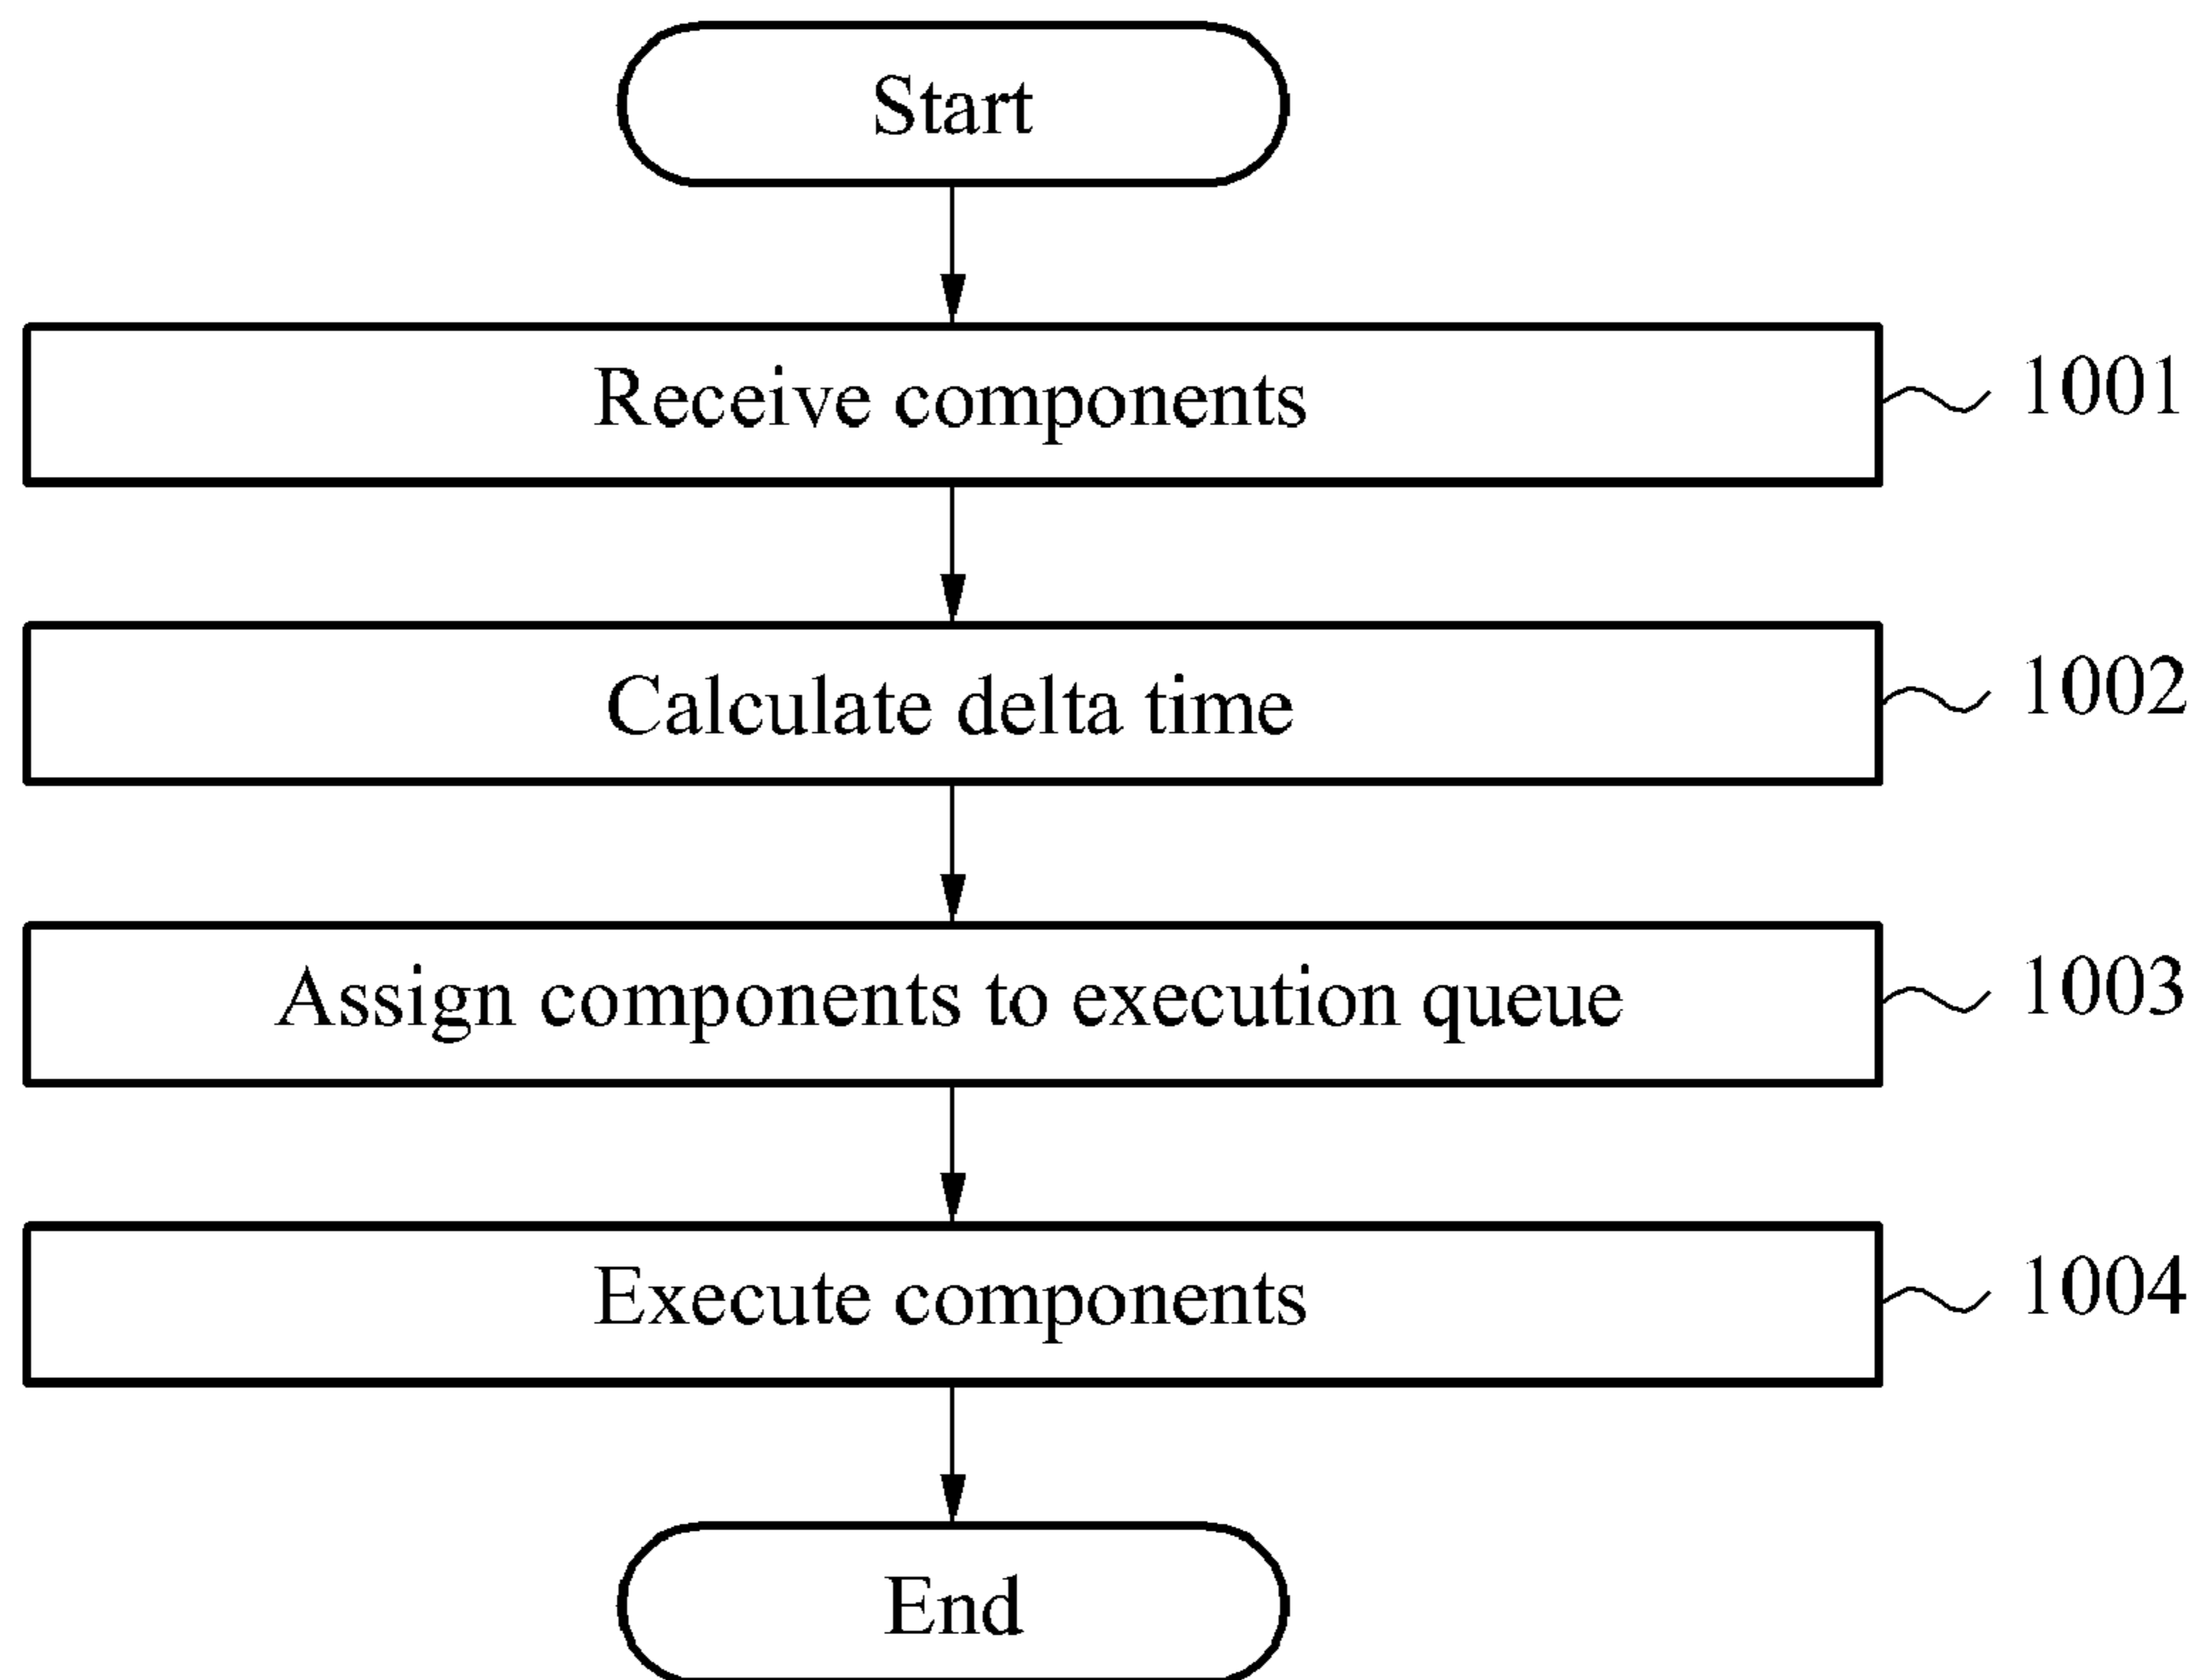 Start
Receive components
1001
Calculate delta time
1002
Assign components to execution queue
1003
Execute components
1004
End